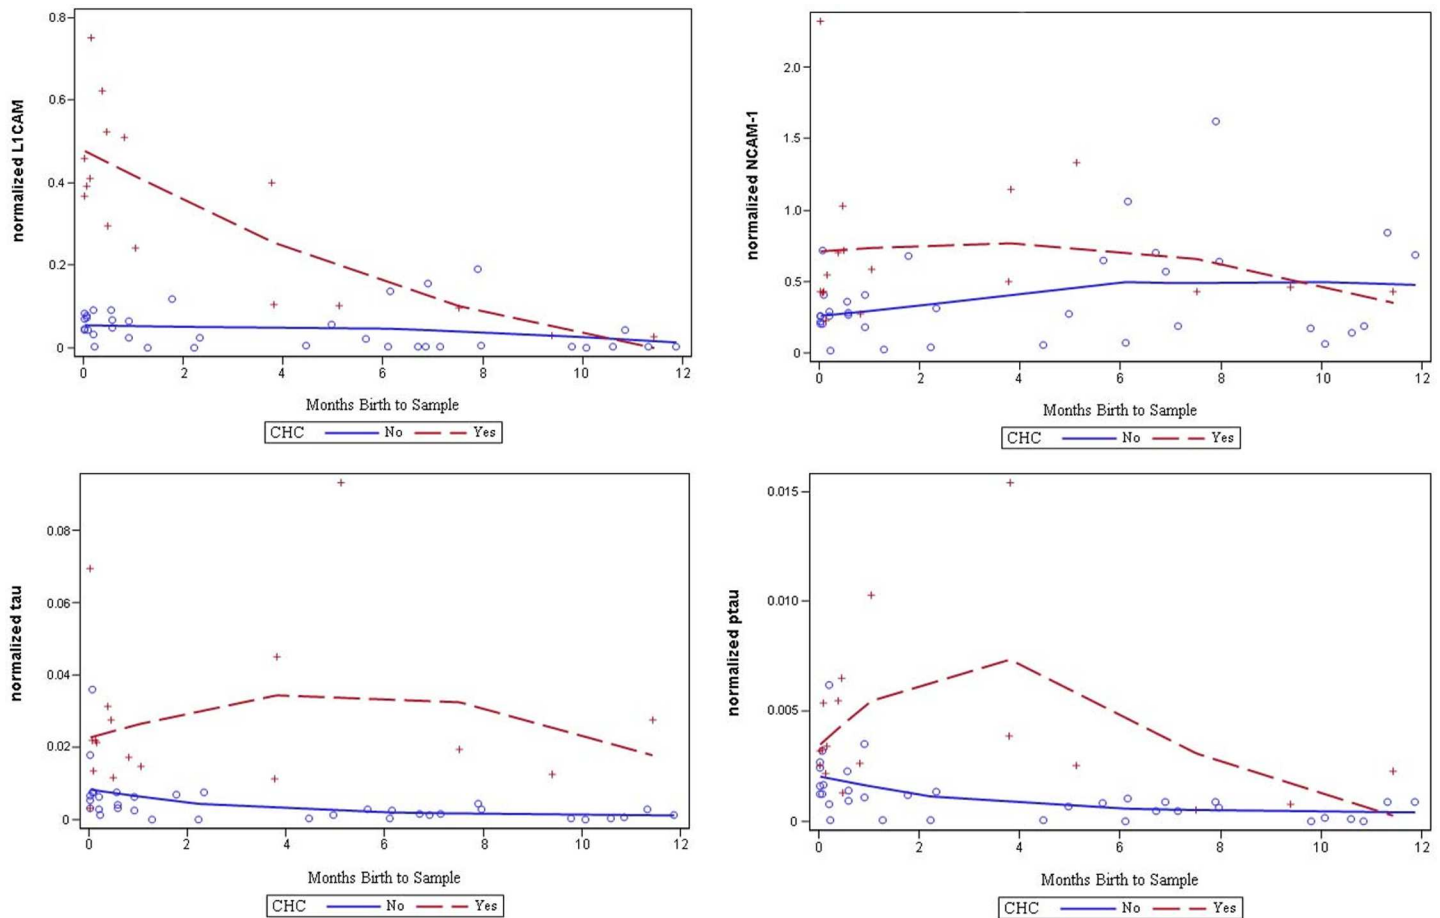 normalized L1CAM
0.8
0.6
0.4
0.2
0
0 2 4 6 8 10 12
Months Birth to Sample
CHC No Yes
normalized NCAM-1
2.0
1.5
1.0
0.5
0
0 2 4 6 8 10 12
Months Birth to Sample
CHC No Yes
normalized tau
0.08
0.06
0.04
0.02
0
0 2 4 6 8 10 12
Months Birth to Sample
CHC No Yes
normalized ptau
0.015
0.010
0.005
0
0 2 4 6 8 10 12
Months Birth to Sample
CHC No Yes